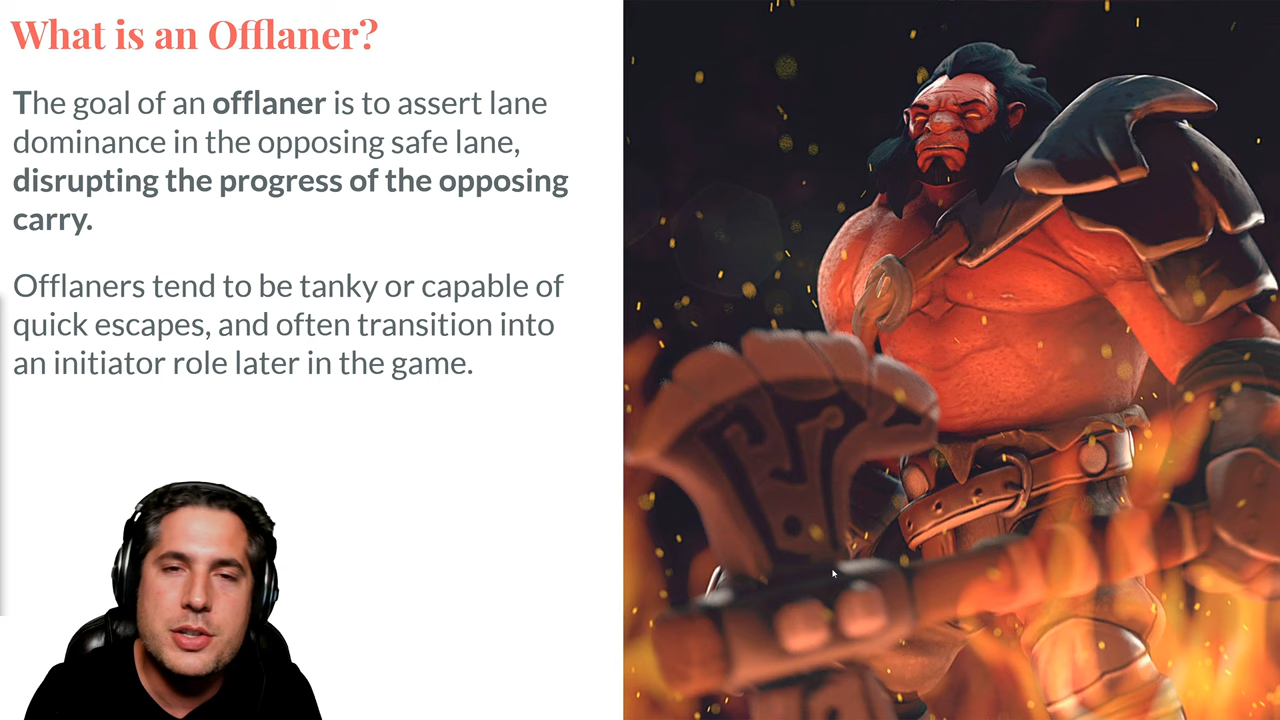 What is an Offlaner?
The goal of an offlaner is to assert lane
dominance in the opposing safe lane,
disrupting the progress of the opposing
carry.
Offlaners tend to be tanky or capable of
quick escapes, and often transition into
an initiator role later in the game.